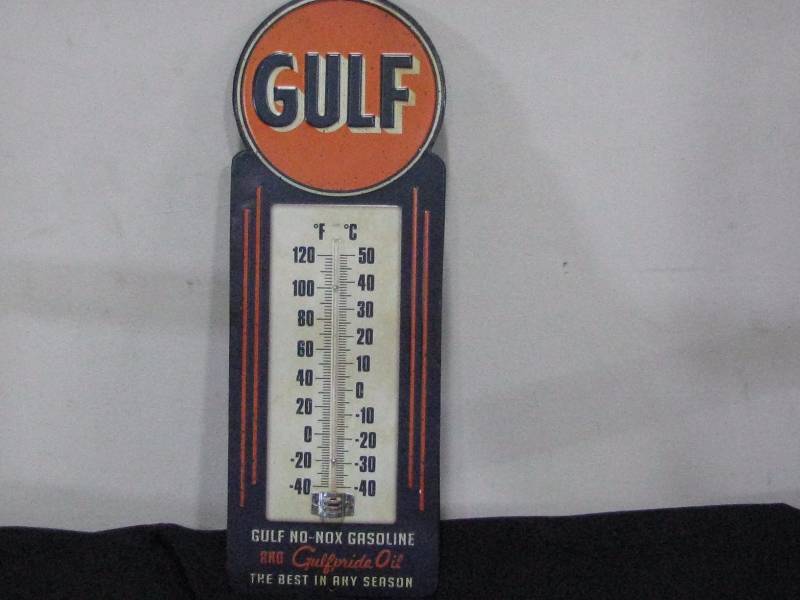 GULF
°F °C
120 50
100 40
80 30
60 20
40 10
20 0
0 -10
-20 -20
-40 -30
-40
GULF NO-NOX GASOLINE
AND Gulfpride Oil
THE BEST IN ANY SEASON